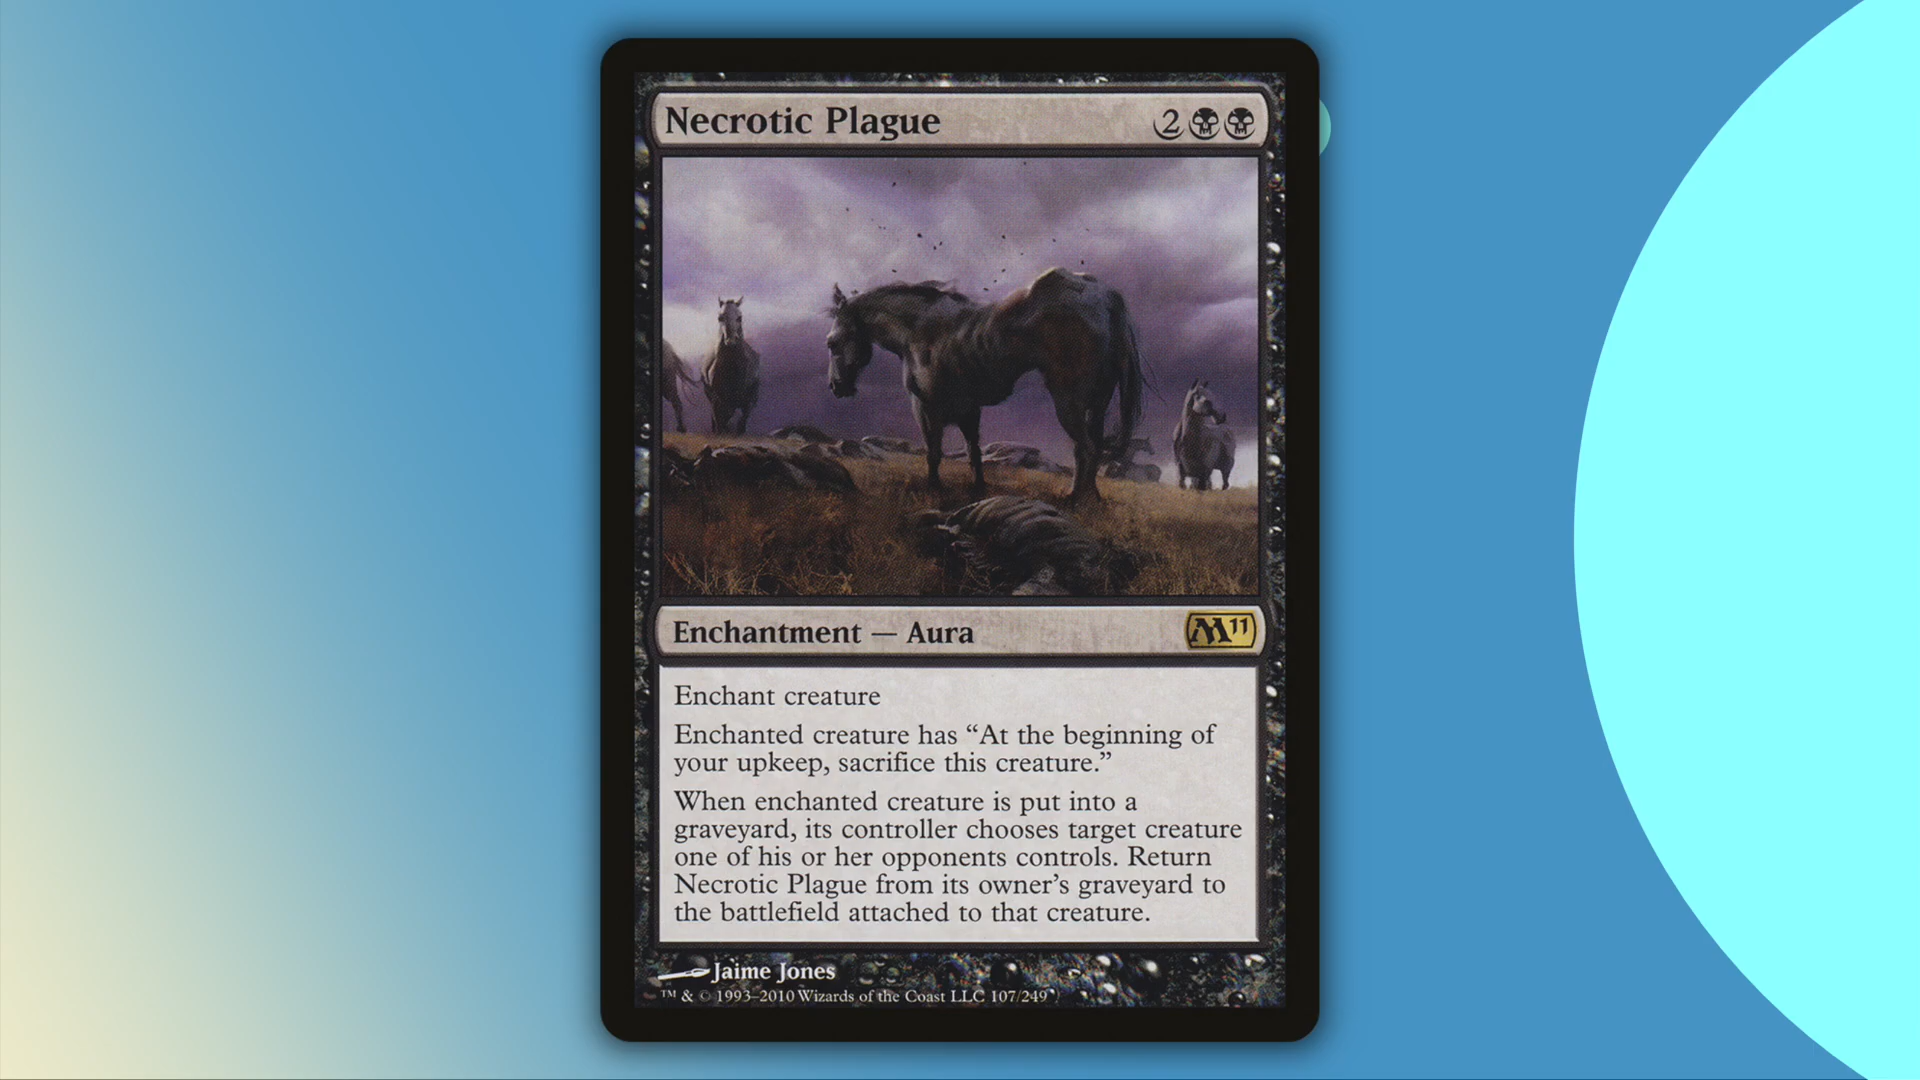 Necrotic Plague 2
Enchantment — Aura M11
Enchant creature
Enchanted creature has “At the beginning of
your upkeep, sacrifice this creature.”
When enchanted creature is put into a
graveyard, its controller chooses target creature
one of his or her opponents controls. Return
Necrotic Plague from its owner’s graveyard to
the battlefield attached to that creature.
Jaime Jones
™ & © 1993–2010 Wizards of the Coast LLC 107/249